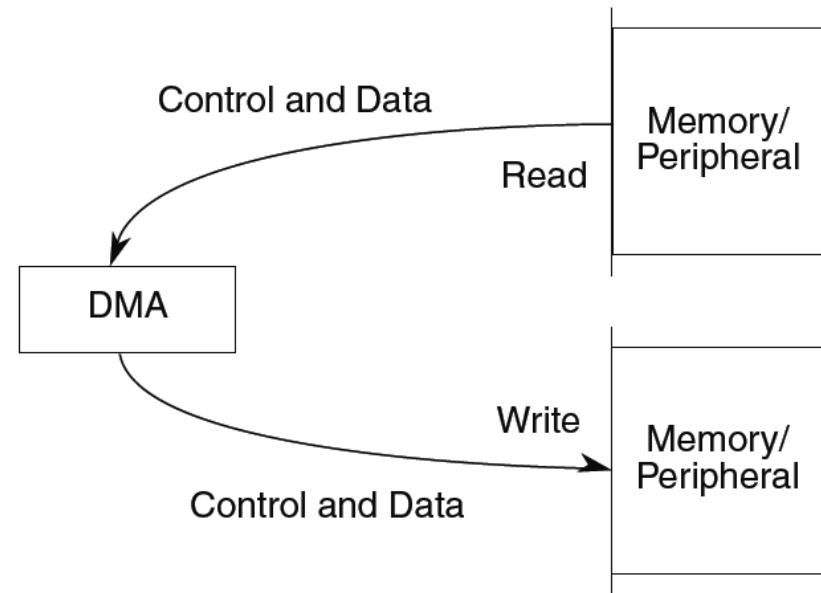 Control and Data
Memory/
Peripheral
Read
DMA
Write
Memory/
Peripheral
Control and Data